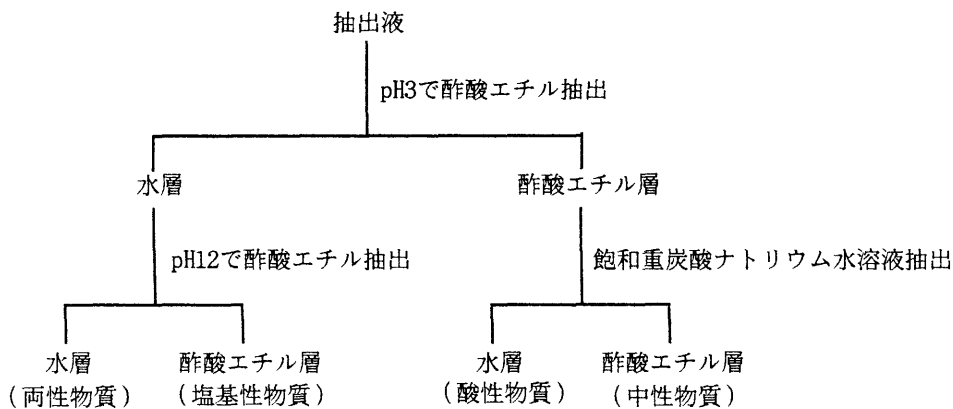 抽出液
pH3で酢酸エチル抽出
水層
酢酸エチル層
pH12で酢酸エチル抽出
飽和重炭酸ナトリウム水溶液抽出
水層
酢酸エチル層
水層
酢酸エチル層
(両性物質)
(塩基性物質)
(酸性物質)
(中性物質)